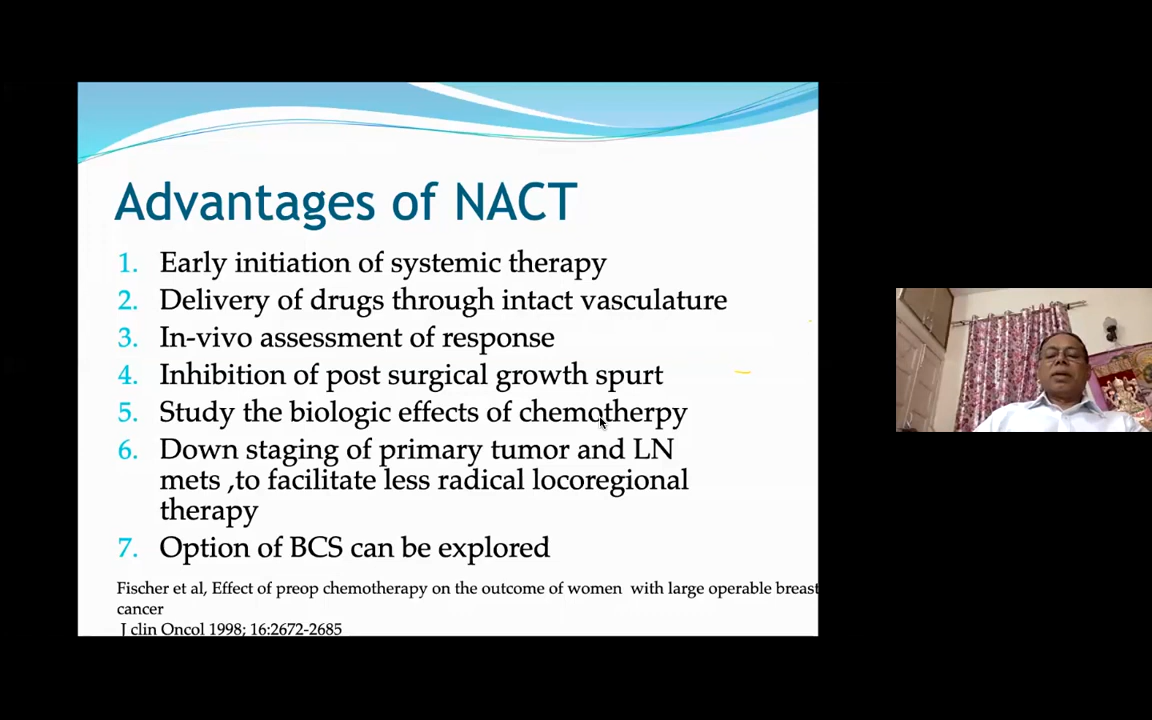 Advantages of NACT
1. Early initiation of systemic therapy
2. Delivery of drugs through intact vasculature
3. In-vivo assessment of response
4. Inhibition of post surgical growth spurt
5. Study the biologic effects of chemotherpy
6. Down staging of primary tumor and LN
mets ,to facilitate less radical locoregional
therapy
7. Option of BCS can be explored
Fischer et al, Effect of preop chemotherapy on the outcome of women with large operable breast
cancer
J clin Oncol 1998; 16:2672-2685